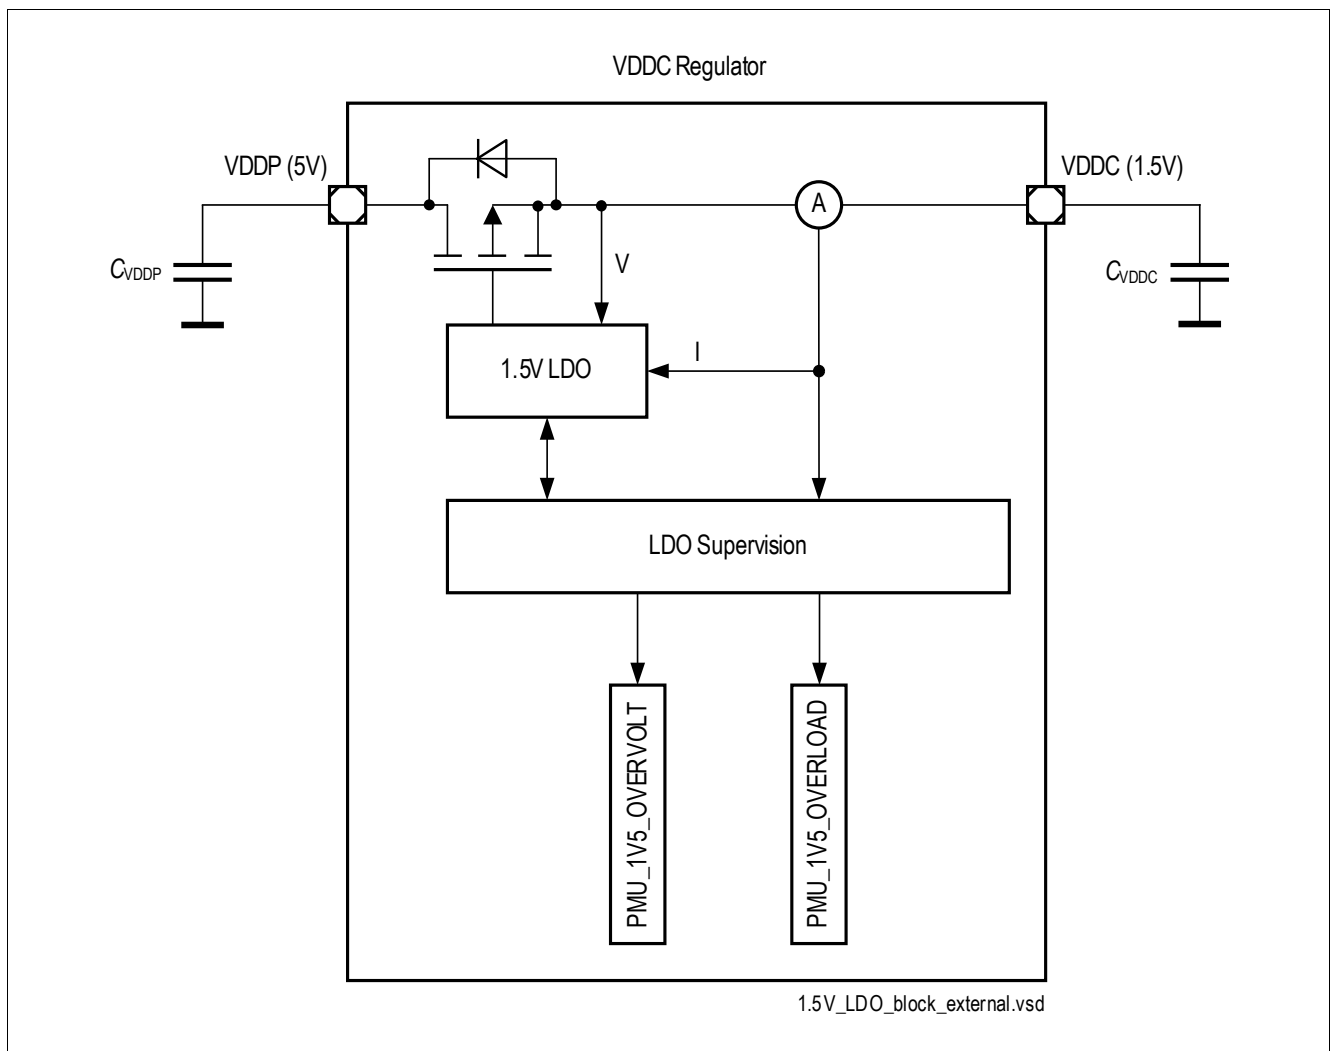 VDDC Regulator
VDDP (5V)
VDDC (1.5V)
A
CVDDP
V
CVDDC
I
1.5V LDO
LDO Supervision
PMU_1V5_OVERVOLT
PMU_1V5_OVERLOAD
1.5V_LDO_block_external.vsd